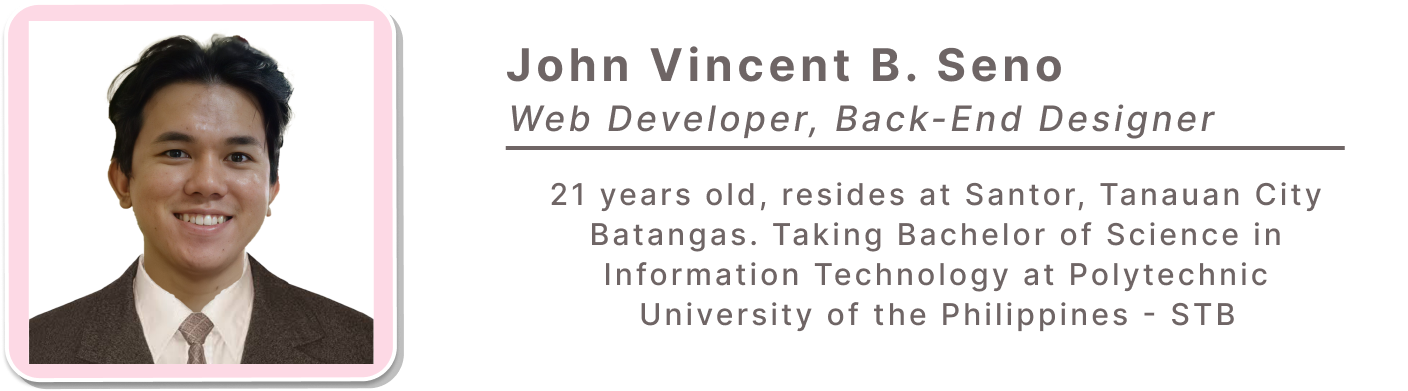 John Vincent B. Seno
Web Developer, Back-End Designer
21 years old, resides at Santor, Tanauan City
Batangas. Taking Bachelor of Science in
Information Technology at Polytechnic
University of the Philippines - STB